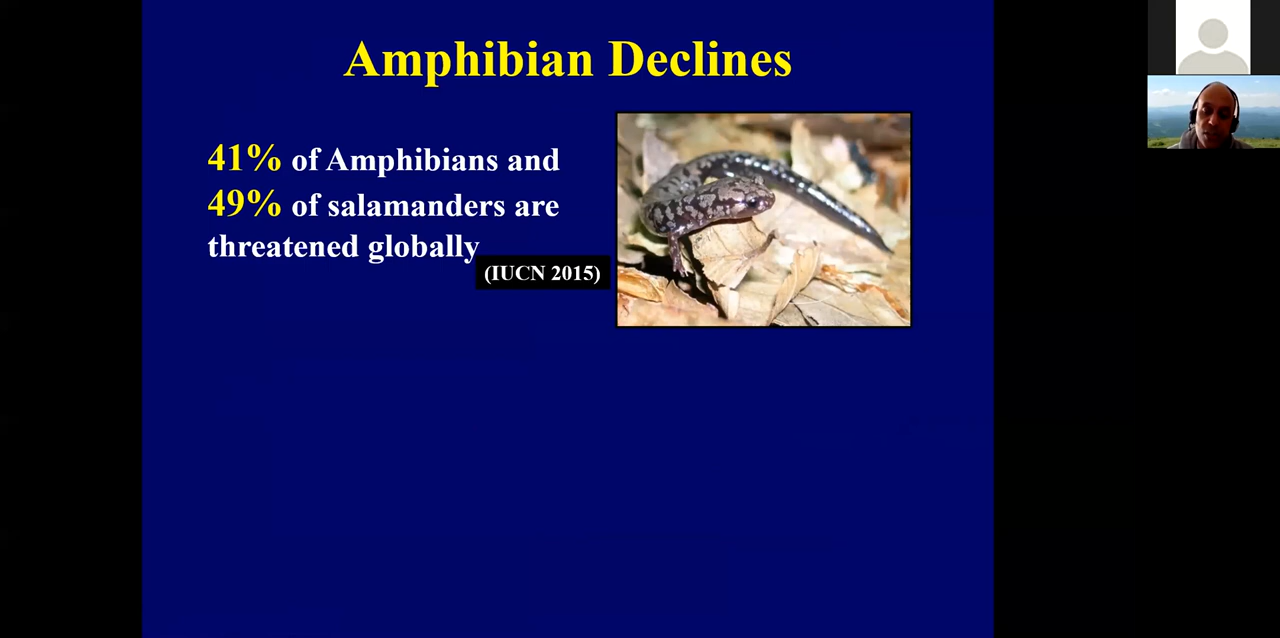 Amphibian Declines
41% of Amphibians and
49% of salamanders are
threatened globally
(IUCN 2015)